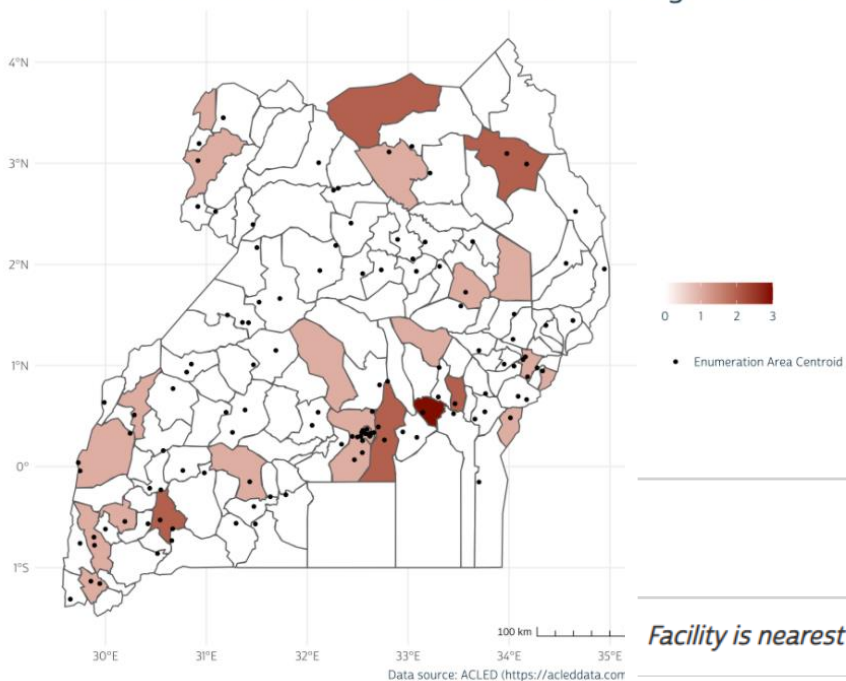 4°N
3°N
2°N
1°N
0°
1°S
30°E 31°E 32°E 33°E 34°E 35°E
0 1 2 3
Enumeration Area Centroid
100 km
Facility is nearest
Data source: ACLED (https://acleddata.com